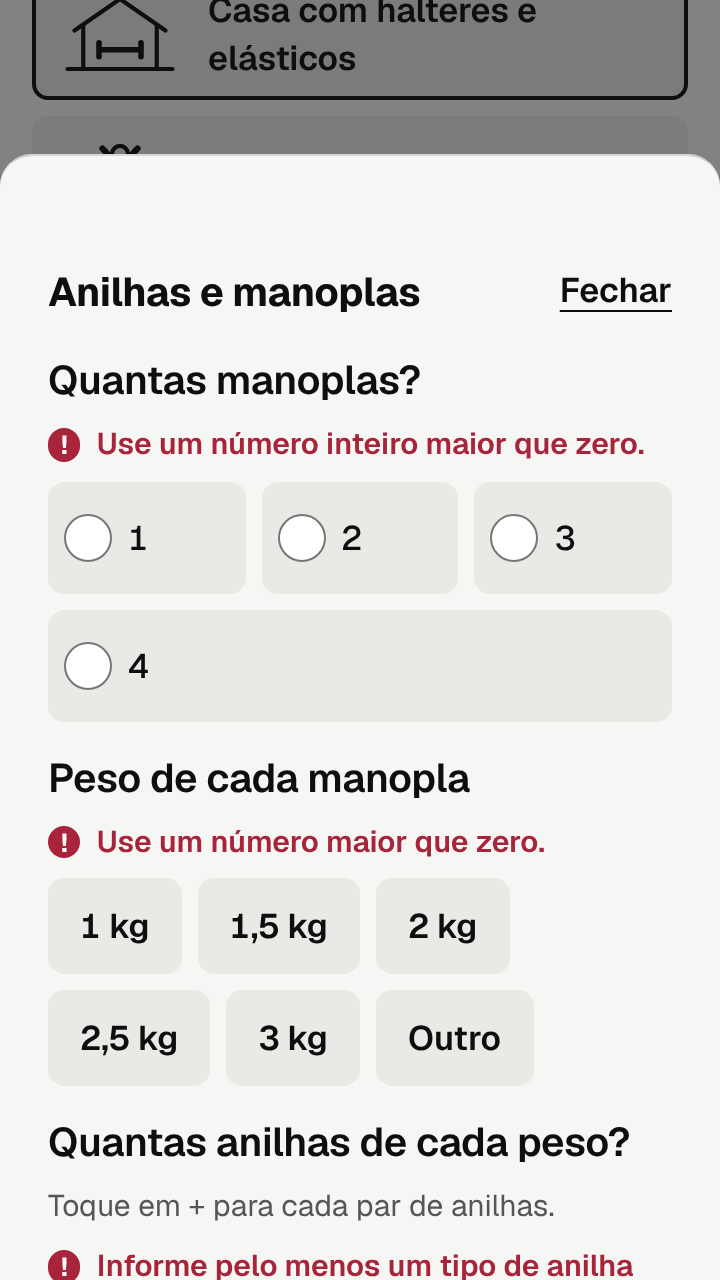 Casa com halteres e
elásticos
Anilhas e manoplas
Fechar
Quantas manoplas?
! Use um número inteiro maior que zero.
1
2
3
4
Peso de cada manopla
! Use um número maior que zero.
1 kg
1,5 kg
2 kg
2,5 kg
3 kg
Outro
Quantas anilhas de cada peso?
Toque em + para cada par de anilhas.
! Informe pelo menos um tipo de anilha